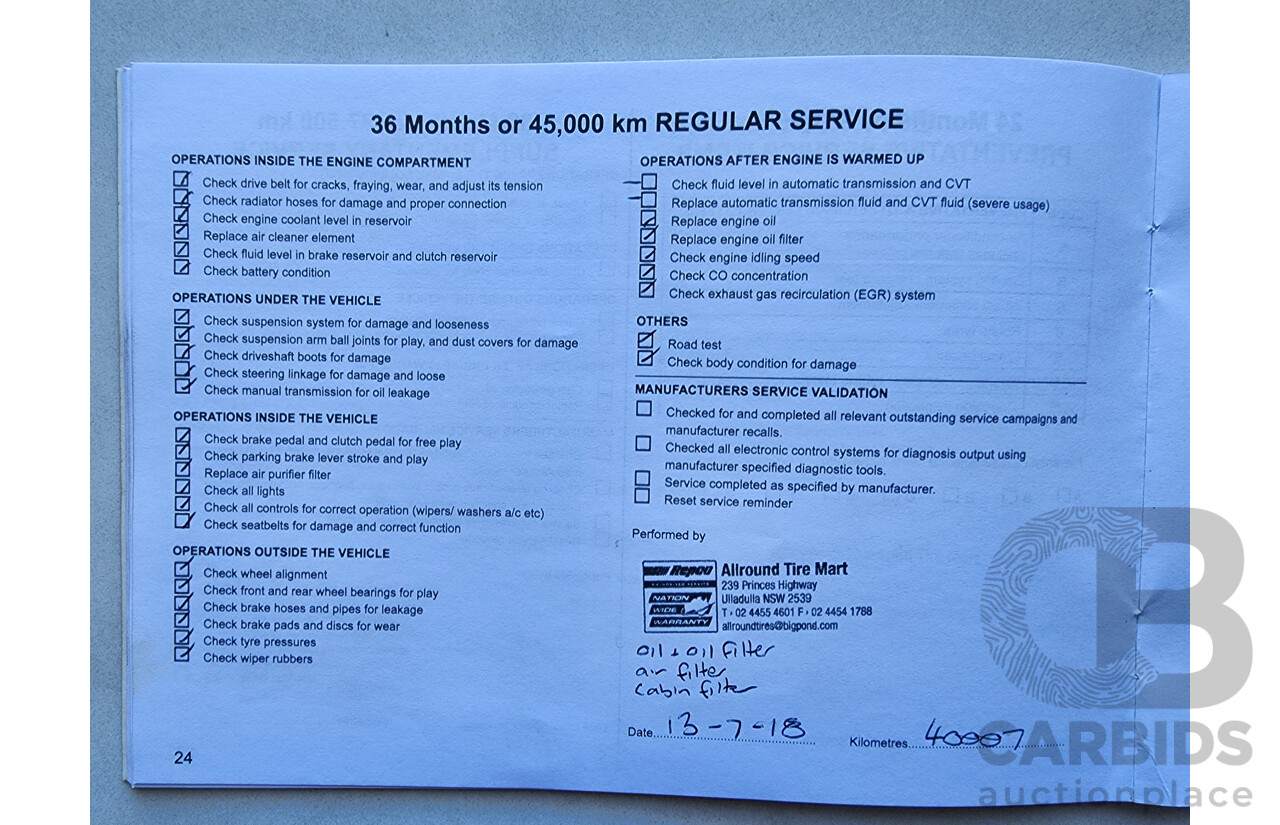 36 Months or 45,000 km REGULAR SERVICE
OPERATIONS INSIDE THE ENGINE COMPARTMENT
Check drive belt for cracks, fraying, wear, and adjust its tension
Check radiator hoses for damage and proper connection
Check engine coolant level in reservoir
Replace air cleaner element
Check fluid level in brake reservoir and clutch reservoir
Check battery condition
OPERATIONS UNDER THE VEHICLE
Check suspension system for damage and looseness
Check suspension arm ball joints for play, and dust covers for damage
Check driveshaft boots for damage
Check steering linkage for damage and loose
Check manual transmission for oil leakage
OPERATIONS INSIDE THE VEHICLE
Check brake pedal and clutch pedal for free play
Check parking brake lever stroke and play
Replace air purifier filter
Check all lights
Check all controls for correct operation (wipers/ washers a/c etc)
Check seatbelts for damage and correct function
OPERATIONS OUTSIDE THE VEHICLE
Check wheel alignment
Check front and rear wheel bearings for play
Check brake hoses and pipes for leakage
Check brake pads and discs for wear
Check tyre pressures
Check wiper rubbers
24
OPERATIONS AFTER ENGINE IS WARMED UP
Check fluid level in automatic transmission and CVT
Replace automatic transmission fluid and CVT fluid (severe usage)
Replace engine oil
Replace engine oil filter
Check engine idling speed
Check CO concentration
Check exhaust gas recirculation (EGR) system
OTHERS
Road test
Check body condition for damage
MANUFACTURERS SERVICE VALIDATION
Checked for and completed all relevant outstanding service campaigns and
manufacturer recalls.
Checked all electronic control systems for diagnosis output using
manufacturer specified diagnostic tools.
Service completed as specified by manufacturer.
Reset service reminder
Performed by
Repco
NATION
WIDE
WARRANTY
Allround Tire Mart
239 Princes Highway
Ulladulla NSW 2539
T › 02 4455 4601 F › 02 4454 1788
allroundtires@bigpond.com
oil + oil filter
air filter
cabin filter
Date 13-7-18
Kilometres 40007
CARBIDS
auctionplace